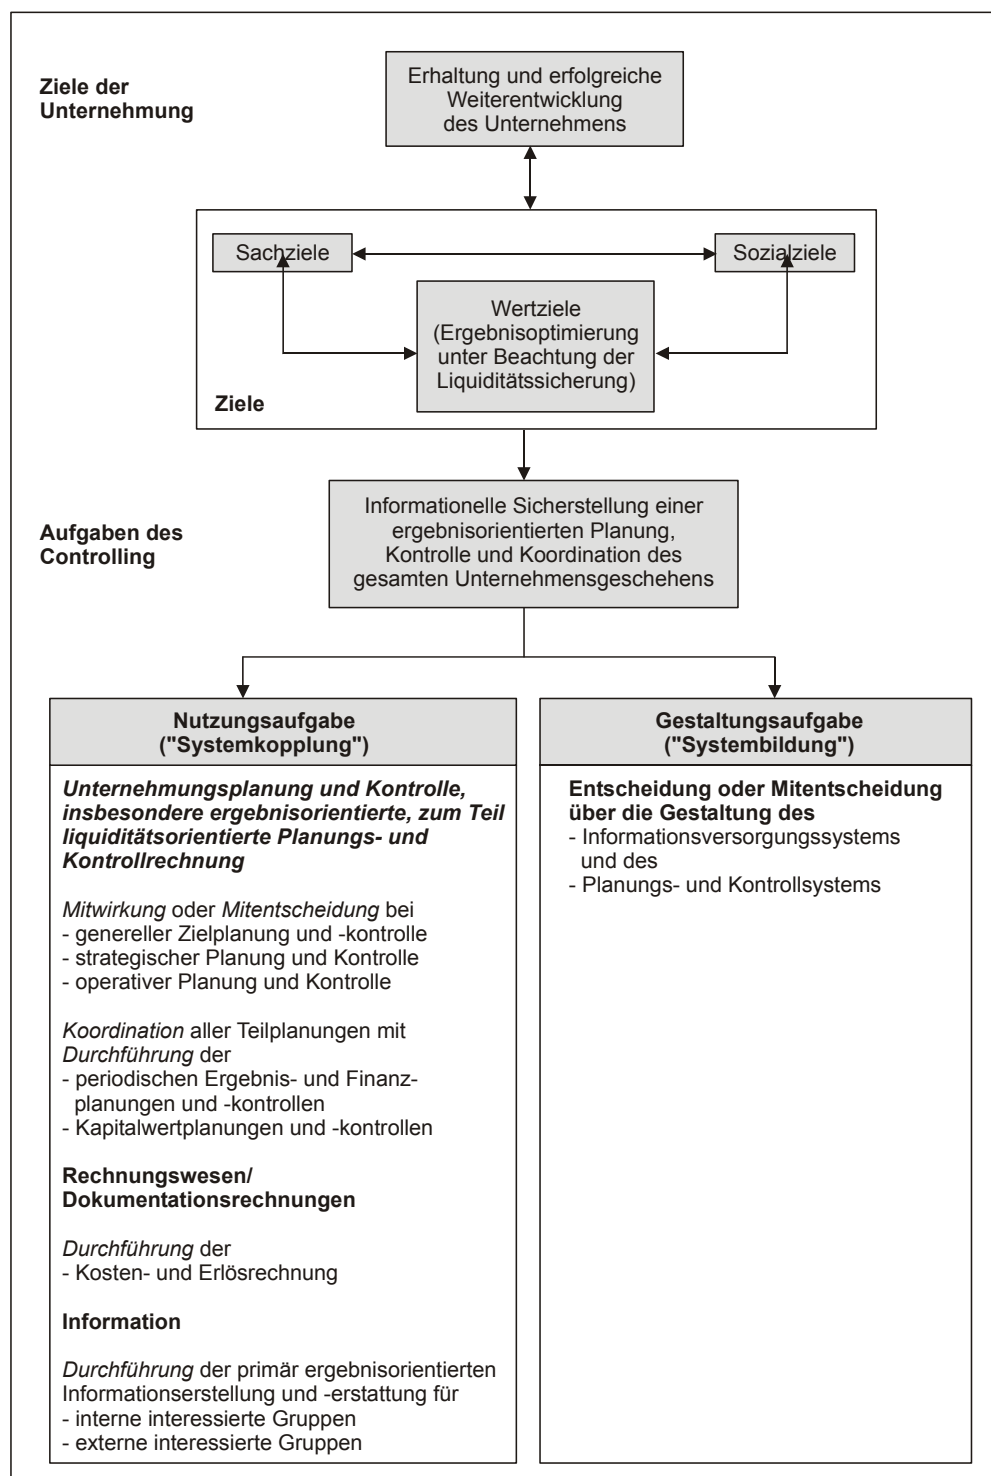 Ziele der
Unternehmung
Erhaltung und erfolgreiche
Weiterentwicklung
des Unternehmens
Sachziele
Sozialziele
Wertziele
(Ergebnisoptimierung
unter Beachtung der
Liquiditätssicherung)
Ziele
Aufgaben des
Controlling
Informationelle Sicherstellung einer
ergebnisorientierten Planung,
Kontrolle und Koordination des
gesamten Unternehmensgeschehens
Nutzungsaufgabe
("Systemkopplung")
Unternehmungsplanung und Kontrolle,
insbesondere ergebnisorientierte, zum Teil
liquiditätsorientierte Planungs- und
Kontrollrechnung
Mitwirkung oder Mitentscheidung bei
- genereller Zielplanung und -kontrolle
- strategischer Planung und Kontrolle
- operativer Planung und Kontrolle
Koordination aller Teilplanungen mit
Durchführung der
- periodischen Ergebnis- und Finanz-
planungen und -kontrollen
- Kapitalwertplanungen und -kontrollen
Rechnungswesen/
Dokumentationsrechnungen
Durchführung der
- Kosten- und Erlösrechnung
Information
Durchführung der primär ergebnisorientierten
Informationserstellung und -erstattung für
- interne interessierte Gruppen
- externe interessierte Gruppen
Gestaltungsaufgabe
("Systembildung")
Entscheidung oder Mitentscheidung
über die Gestaltung des
- Informationsversorgungssystems
und des
- Planungs- und Kontrollsystems